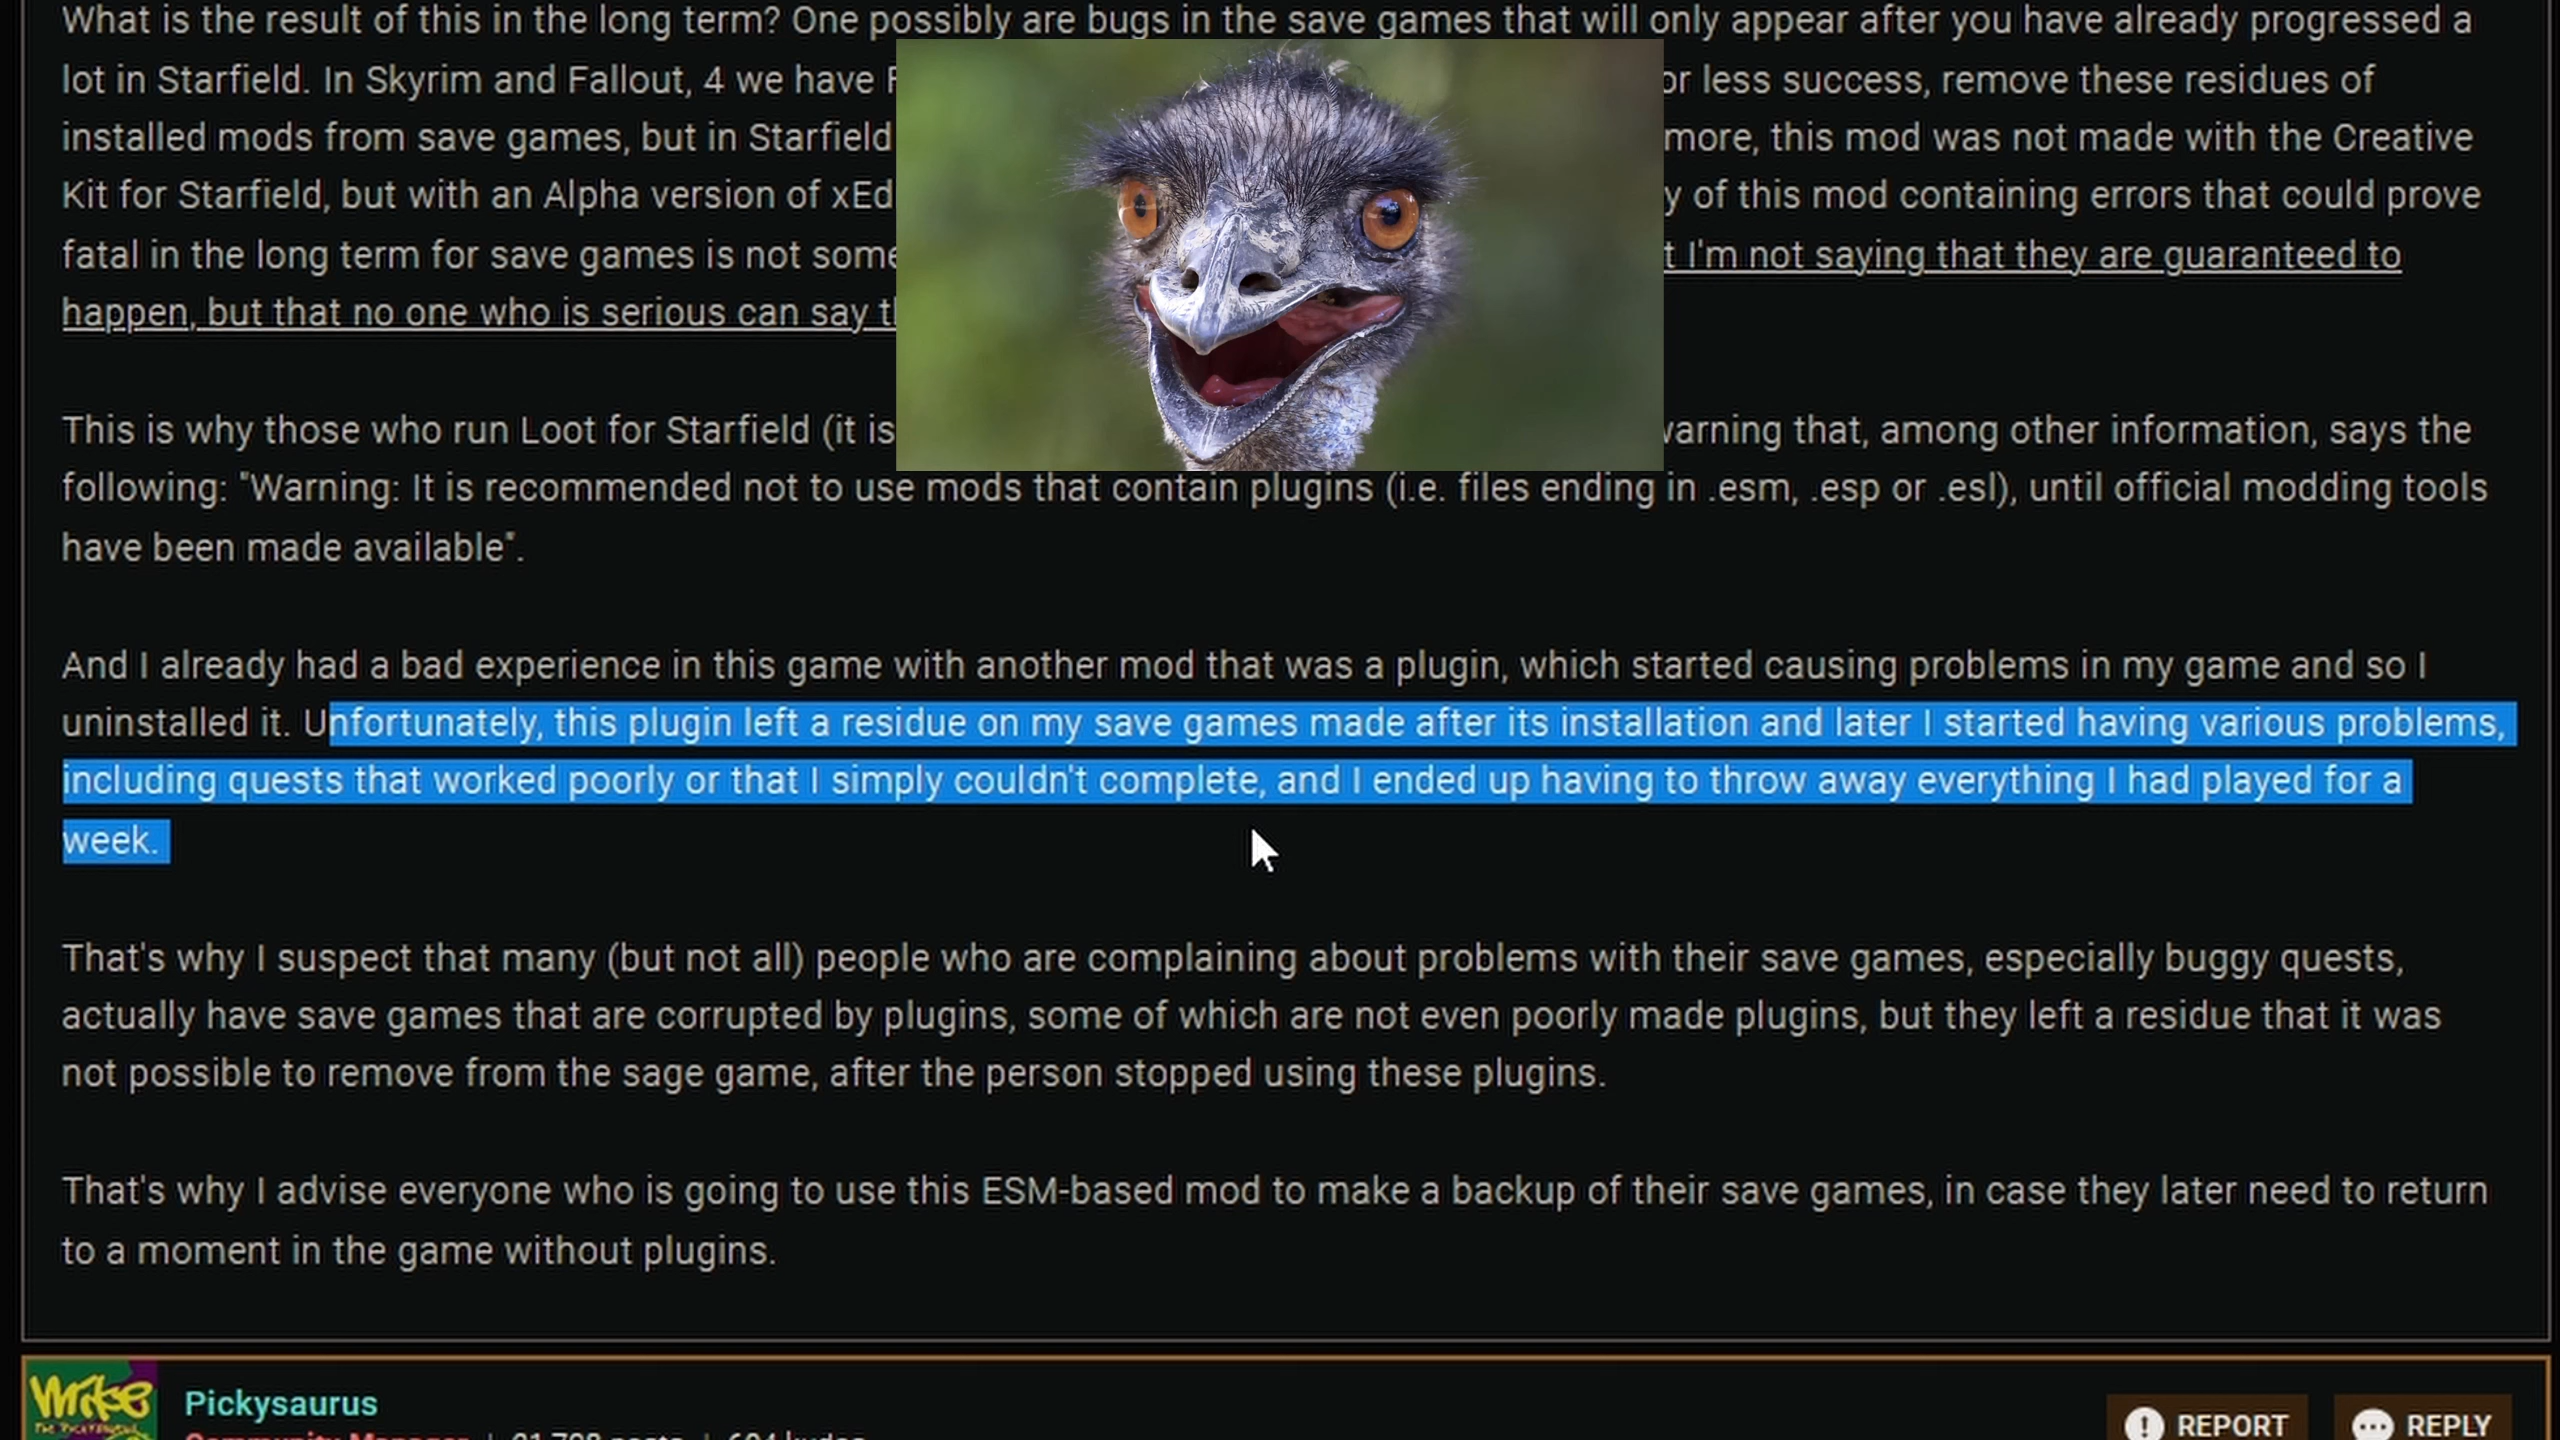 What is the result of this in the long term? One possibly are bugs in the save games that will only appear after you have already progressed a
lot in Starfield. In Skyrim and Fallout, 4 we have or less success, remove these residues of
installed mods from save games, but in Starfield more, this mod was not made with the Creative
Kit for Starfield, but with an Alpha version of of this mod containing errors that could prove
fatal in the long term for save games is not I'm not saying that they are guaranteed to
happen, but that no one who is serious can say
This is why those who run Loot for Starfield (it is warning that, among other information, says the
following: "Warning: It is recommended not to use mods that contain plugins (i.e. files ending in .esm, .esp or .esl), until official modding tools
have been made available".
And I already had a bad experience in this game with another mod that was a plugin, which started causing problems in my game and so I
uninstalled it. Unfortunately, this plugin left a residue on my save games made after its installation and later I started having various problems,
including quests that worked poorly or that I simply couldn't complete, and I ended up having to throw away everything I had played for a
week.
That's why I suspect that many (but not all) people who are complaining about problems with their save games, especially buggy quests,
actually have save games that are corrupted by plugins, some of which are not even poorly made plugins, but they left a residue that it was
not possible to remove from the sage game, after the person stopped using these plugins.
That's why I advise everyone who is going to use this ESM-based mod to make a backup of their save games, in case they later need to return
to a moment in the game without plugins.
Mike
Pickysaurus
REPORT
REPLY